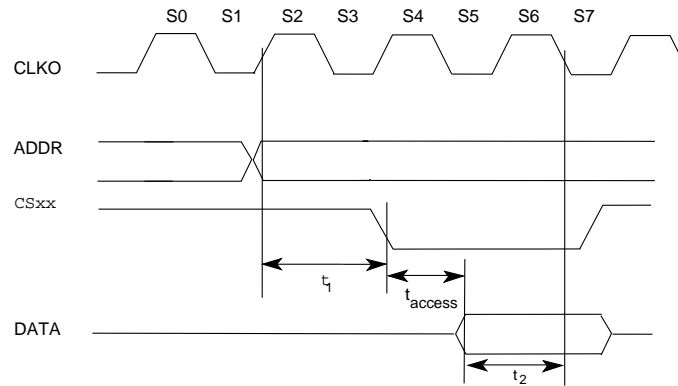 S0 S1 S2 S3 S4 S5 S6 S7
CLKO
ADDR
CSxx
t1
taccess
DATA
t2